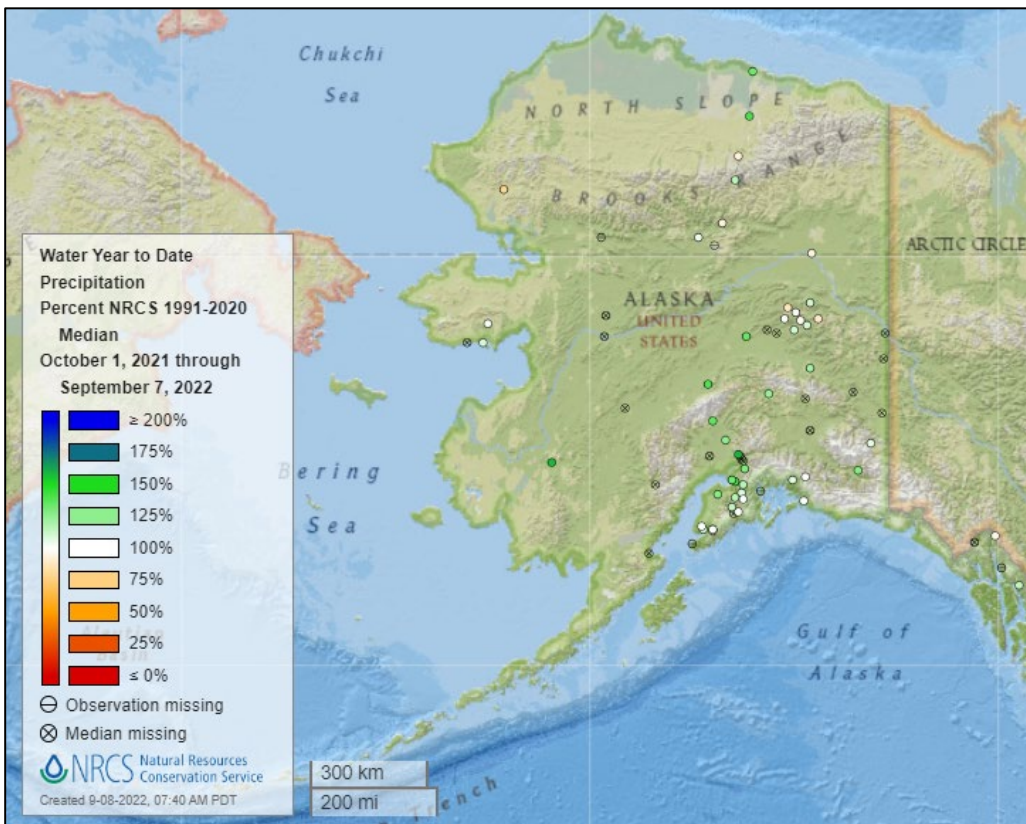 Chukchi
Sea
NORTH SLOPE
BROOKS RANGE
ARCTIC CIRCLE
ALASKA
UNITED
STATES
Bering
Sea
Gulf of
Alaska
Trench
Water Year to Date
Precipitation
Percent NRCS 1991-2020
Median
October 1, 2021 through
September 7, 2022
≥ 200%
175%
150%
125%
100%
75%
50%
25%
≤ 0%
Aleutian
Basin
Observation missing
Median missing
NRCS Natural Resources
Conservation Service
Created 9-08-2022, 07:40 AM PDT
300 km
200 mi